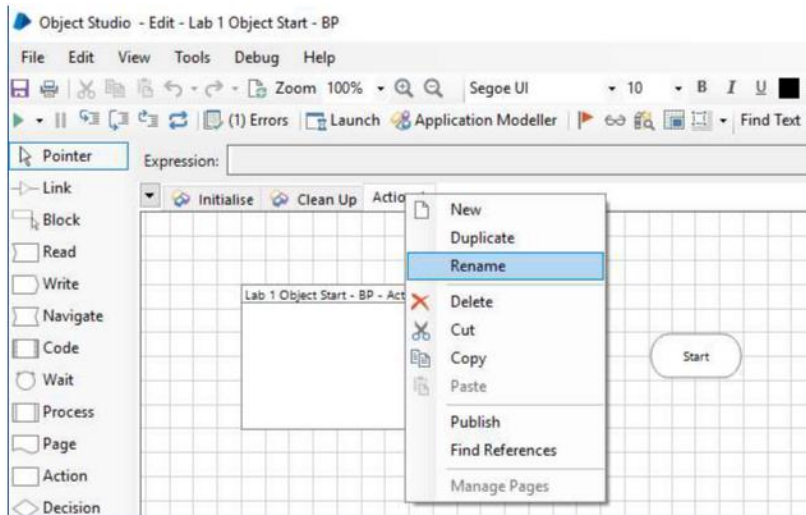 Object Studio - Edit - Lab 1 Object Start - BP
File Edit View Tools Debug Help
Zoom 100% Segoe UI 10 B I U
(1) Errors Launch Application Modeller Find Text
Pointer
Expression:
Link
Initialise Clean Up
Block
Read
Write
Navigate
Code
Wait
Process
Page
Action
Decision
Lab 1 Object Start - BP -
New
Duplicate
Rename
Delete
Cut
Copy
Paste
Publish
Find References
Manage Pages
Start